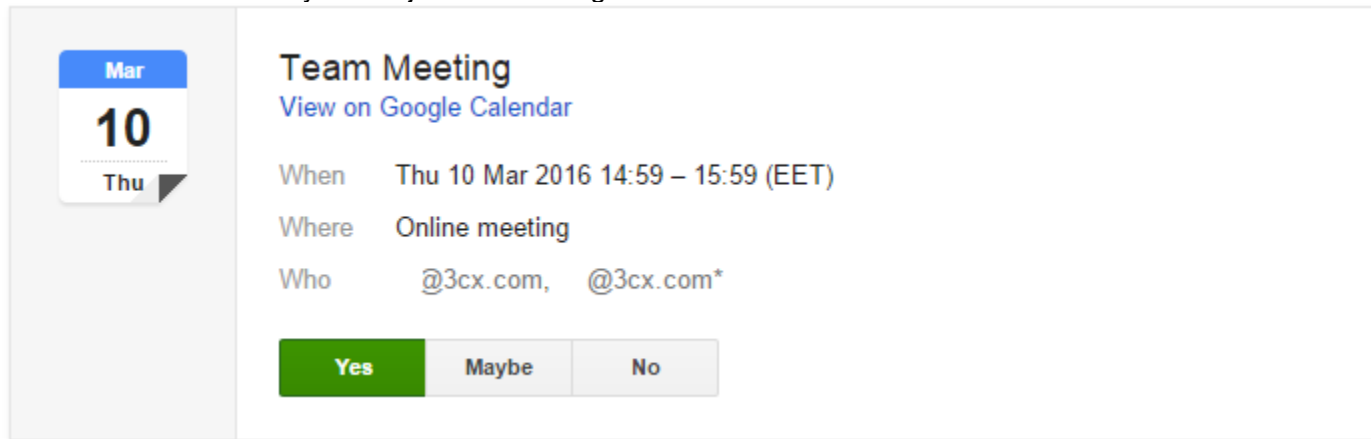 Mar
10
Thu
Team Meeting
View on Google Calendar
When Thu 10 Mar 2016 14:59 – 15:59 (EET)
Where Online meeting
Who @3cx.com, @3cx.com*
Yes Maybe No